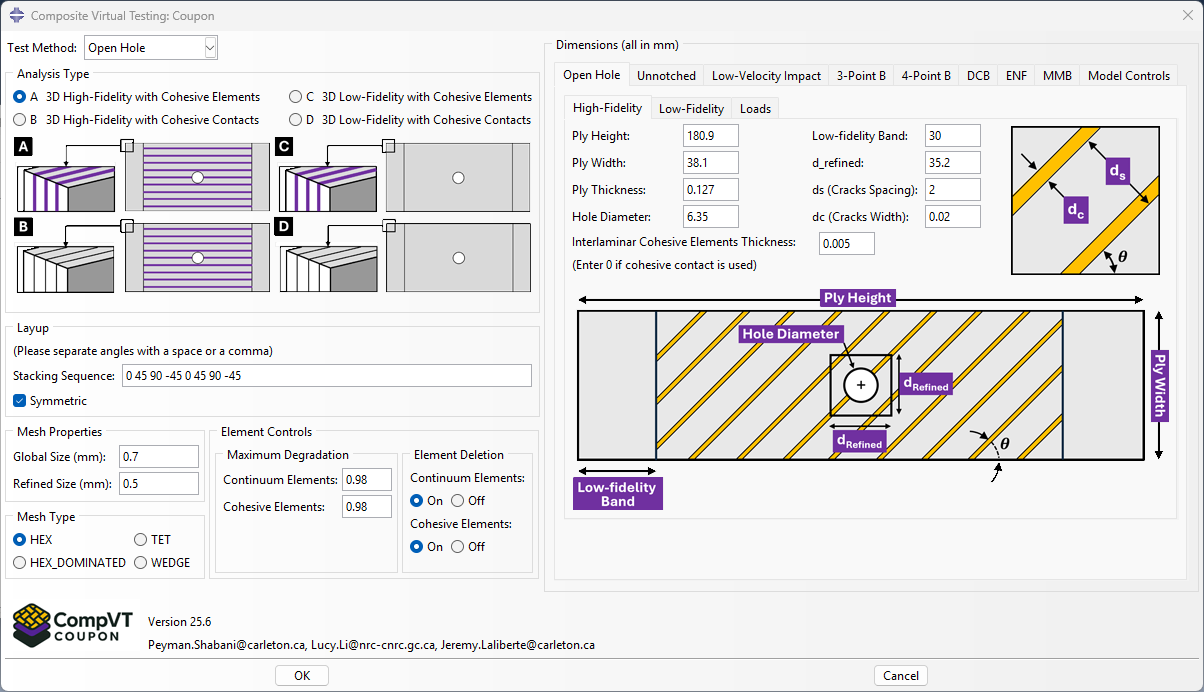 Composite Virtual Testing: Coupon
Test Method: Open Hole
Analysis Type
A 3D High-Fidelity with Cohesive Elements
C 3D Low-Fidelity with Cohesive Elements
B 3D High-Fidelity with Cohesive Contacts
D 3D Low-Fidelity with Cohesive Contacts
A
C
B
D
Layup
(Please separate angles with a space or a comma)
Stacking Sequence: 0 45 90 -45 0 45 90 -45
Symmetric
Mesh Properties
Global Size (mm): 0.7
Refined Size (mm): 0.5
Mesh Type
HEX TET
HEX_DOMINATED WEDGE
Element Controls
Maximum Degradation
Continuum Elements: 0.98
Cohesive Elements: 0.98
Element Deletion
Continuum Elements:
On Off
Cohesive Elements:
On Off
Dimensions (all in mm)
Open Hole Unnotched Low-Velocity Impact 3-Point B 4-Point B DCB ENF MMB Model Controls
High-Fidelity Low-Fidelity Loads
Ply Height: 180.9
Low-fidelity Band: 30
Ply Width: 38.1
d_refined: 35.2
Ply Thickness: 0.127
ds (Cracks Spacing): 2
Hole Diameter: 6.35
dc (Cracks Width): 0.02
Interlaminar Cohesive Elements Thickness: 0.005
(Enter 0 if cohesive contact is used)
ds
dc
θ
Ply Height
Hole Diameter
dRefined
dRefined
θ
Ply Width
Low-fidelity
Band
CompVT
COUPON
Version 25.6
Peyman.Shabani@carleton.ca, Lucy.Li@nrc-cnrc.gc.ca, Jeremy.Laliberte@carleton.ca
OK
Cancel